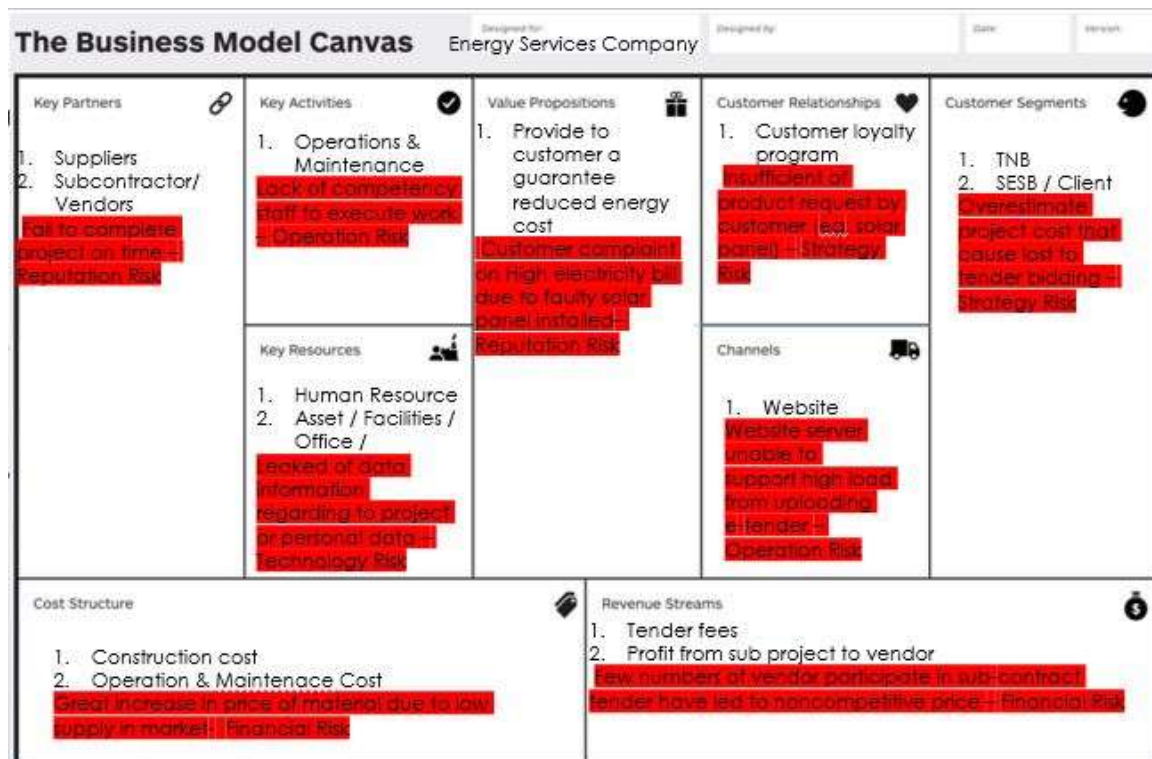 The Business Model Canvas
Designed for:
Energy Services Company
Designed by:
Date:
Version:
Key Partners
1. Suppliers
2. Subcontractor/
Vendors
Fail to complete
project on time –
Reputation Risk
Key Activities
1. Operations &
Maintenance
Lack of competency
staff to execute work
– Operation Risk
Key Resources
1. Human Resource
2. Asset / Facilities /
Office /
Leaked of data
information
regarding to project
or personal data –
Technology Risk
Value Propositions
1. Provide to
customer a
guarantee
reduced energy
cost
Customer complaint
on High electricity bill
due to faulty solar
panel installed–
Reputation Risk
Customer Relationships
1. Customer loyalty
program
Insufficient of
product request by
customer (eg. solar
panel) – Strategy
Risk
Channels
1. Website
Website server
unable to
support high load
from uploading
e-tender –
Operation Risk
Customer Segments
1. TNB
2. SESB / Client
Overestimate
project cost that
cause lost to
tender bidding –
Strategy Risk
Cost Structure
1. Construction cost
2. Operation & Maintenace Cost
Great increase in price of material due to low
supply in market– Financial Risk
Revenue Streams
1. Tender fees
2. Profit from sub project to vendor
Few numbers of vendor participate in sub-contract
tender have led to noncompetitive price – Financial Risk